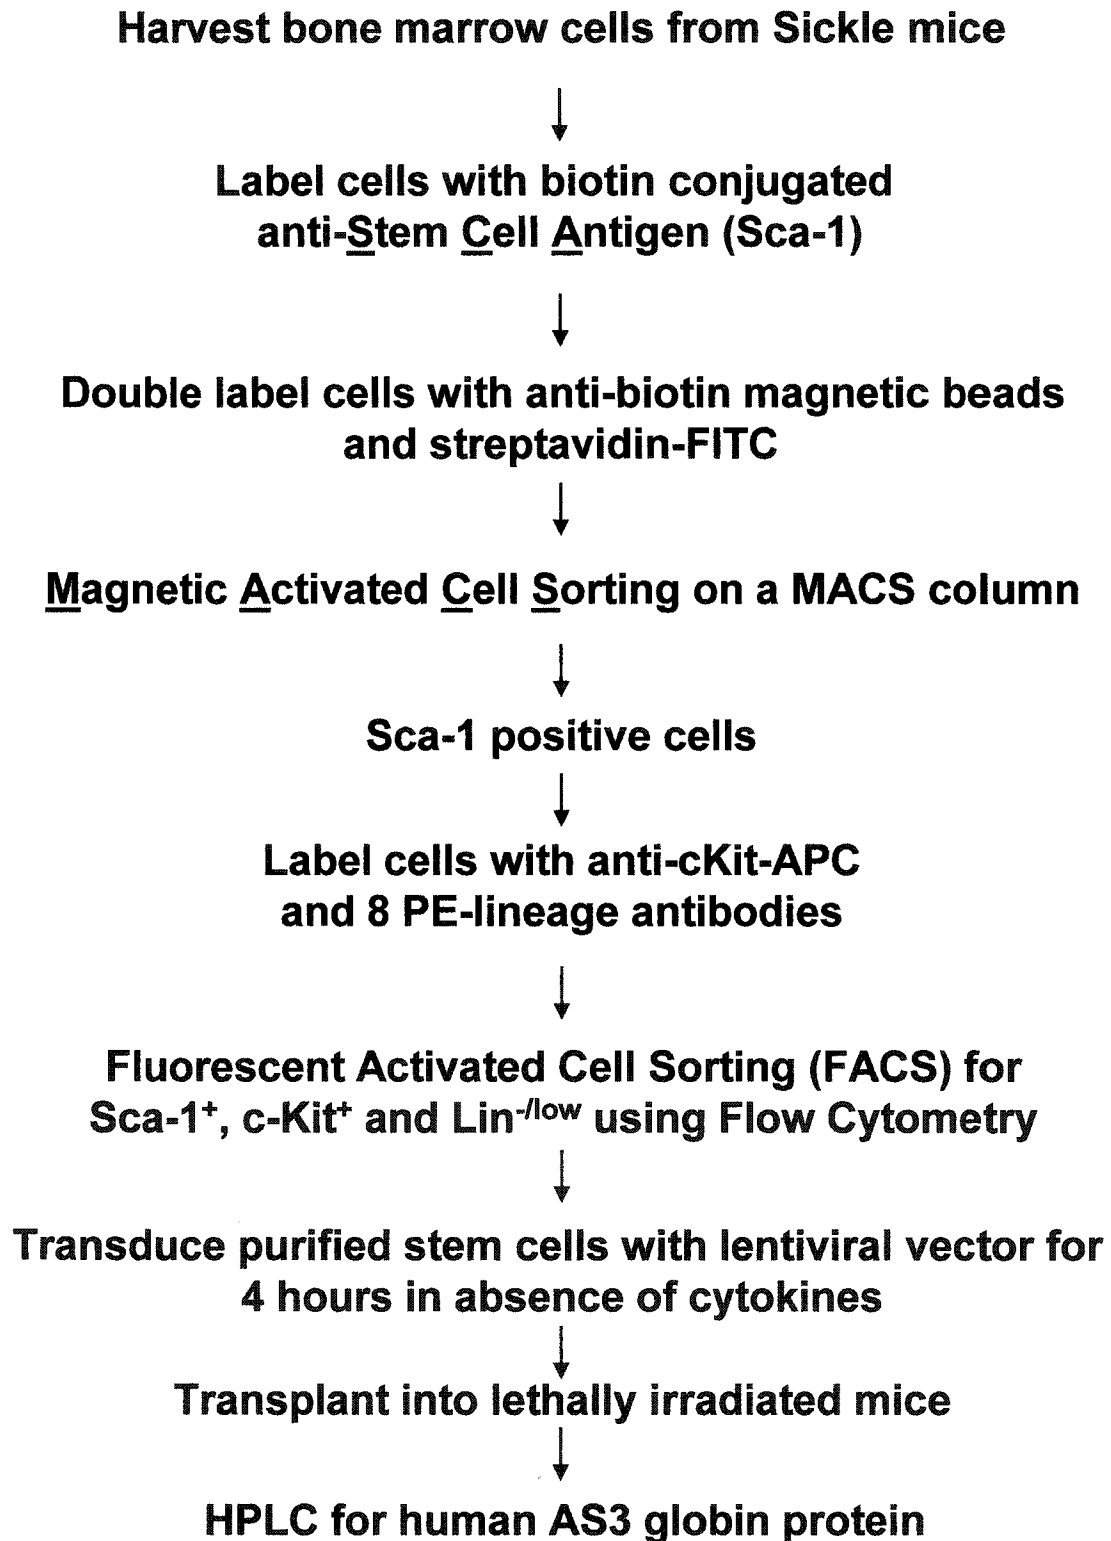 Harvest bone marrow cells from Sickle mice
Label cells with biotin conjugated
anti-Stem Cell Antigen (Sca-1)
Double label cells with anti-biotin magnetic beads
and streptavidin-FITC
Magnetic Activated Cell Sorting on a MACS column
Sca-1 positive cells
Label cells with anti-cKit-APC
and 8 PE-lineage antibodies
Fluorescent Activated Cell Sorting (FACS) for
Sca-1⁺, c-Kit⁺ and Lin⁻/ˡᵒʷ using Flow Cytometry
Transduce purified stem cells with lentiviral vector for
4 hours in absence of cytokines
Transplant into lethally irradiated mice
HPLC for human AS3 globin protein